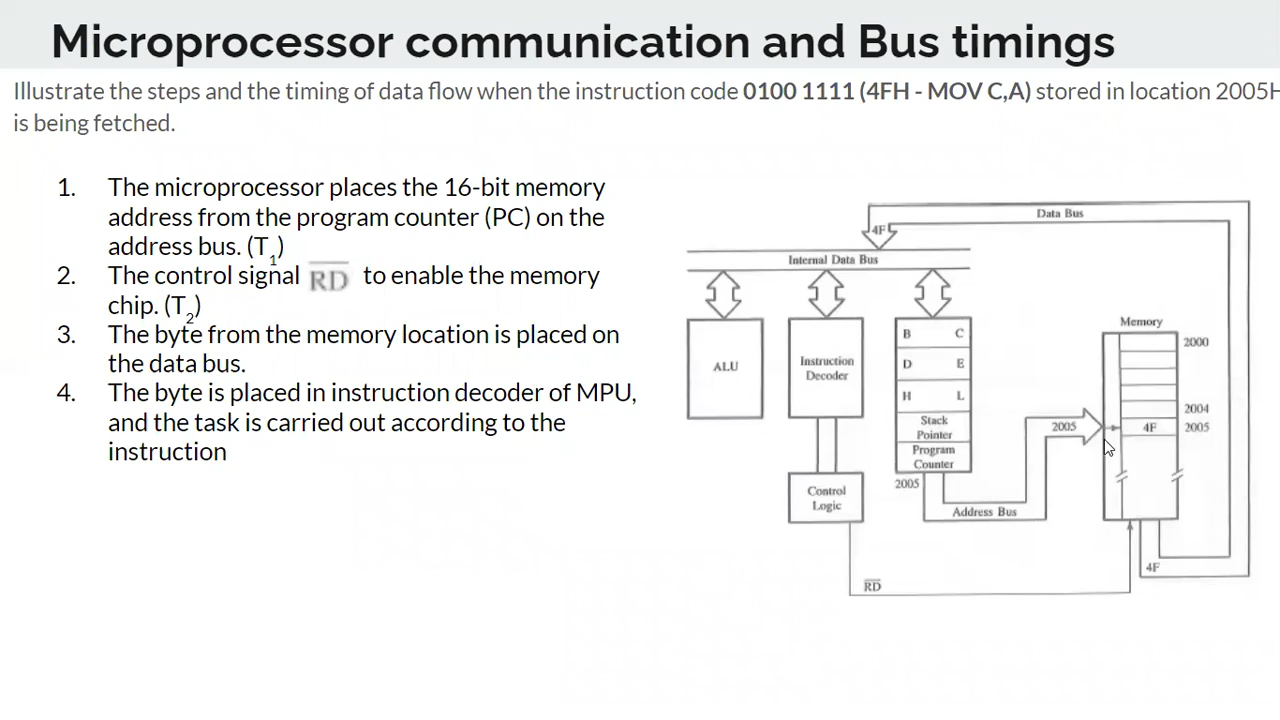 Microprocessor communication and Bus timings
Illustrate the steps and the timing of data flow when the instruction code 0100 1111 (4FH - MOV C,A) stored in location 2005H
is being fetched.
1. The microprocessor places the 16-bit memory
address from the program counter (PC) on the
address bus. (T1)
2. The control signal R̅D̅ to enable the memory
chip. (T2)
3. The byte from the memory location is placed on
the data bus.
4. The byte is placed in instruction decoder of MPU,
and the task is carried out according to the
instruction
Data Bus
4F
Internal Data Bus
ALU
Instruction
Decoder
B C
D E
H L
Stack
Pointer
Program
Counter
2005
Control
Logic
Address Bus
R̅D̅
2005
Memory
2000
2004
4F 2005
4F